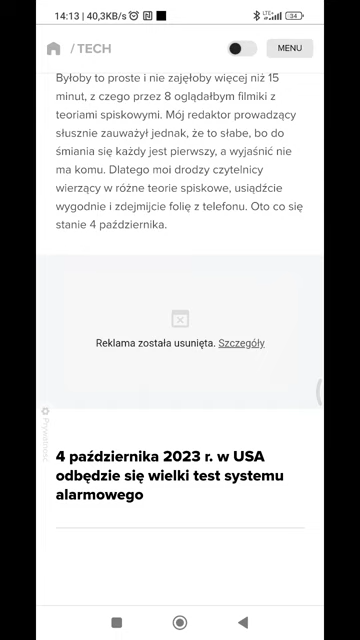 14:13 | 40,3KB/s
LTE
34
/ TECH
MENU
Byłoby to proste i nie zajęłoby więcej niż 15
minut, z czego przez 8 oglądałbym filmiki z
teoriami spiskowymi. Mój redaktor prowadzący
słusznie zauważył jednak, że to słabe, bo do
śmiania się każdy jest pierwszy, a wyjaśnić nie
ma komu. Dlatego moi drodzy czytelnicy
wierzący w różne teorie spiskowe, usiądźcie
wygodnie i zdejmijcie folię z telefonu. Oto co się
stanie 4 października.
Reklama została usunięta. Szczegóły
Prywatność
4 października 2023 r. w USA
odbędzie się wielki test systemu
alarmowego